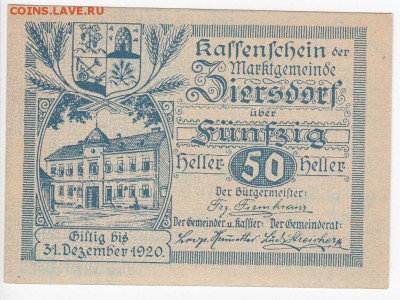 COINS.LAVE.RU
Kassenschein der
Marktgemeinde
Ziersdorf
über
Fünfzig
Heller 50 Heller
Der Bürgermeister:
Der Gemeinder. u. Kassier: Der Gemeinderat:
Giltig bis
31. Dezember 1920.